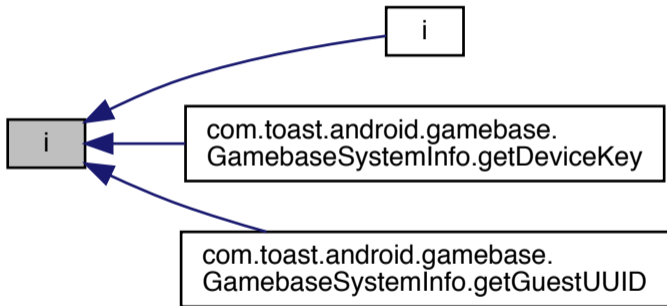 i
i
com.toast.android.gamebase.
GamebaseSystemInfo.getDeviceKey
com.toast.android.gamebase.
GamebaseSystemInfo.getGuestUUID